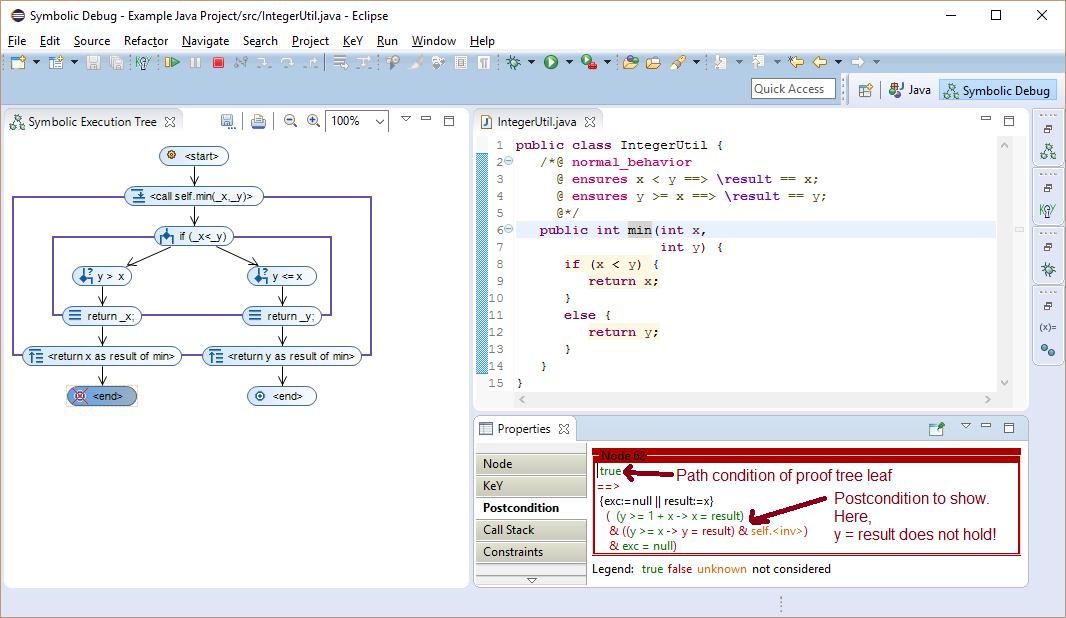 Symbolic Debug - Example Java Project/src/IntegerUtil.java - Eclipse
File Edit Source Refactor Navigate Search Project KeY Run Window Help
Quick Access
Java
Symbolic Debug
Symbolic Execution Tree
100%
<start>
<call self.min(_x,_y)>
if (_x<_y)
y > x
y <= x
return _x;
return _y;
<return x as result of min>
<return y as result of min>
<end>
<end>
IntegerUtil.java
1 public class IntegerUtil {
2 /*@ normal_behavior
3 @ ensures x < y ==> \result == x;
4 @ ensures y >= x ==> \result == y;
5 @*/
6 public int min(int x,
7 int y) {
8 if (x < y) {
9 return x;
10 }
11 else {
12 return y;
13 }
14 }
15 }
KeY
(x)=
Properties
Node
KeY
Postcondition
Call Stack
Constraints
Node 62
true
==>
{exc:=null || result:=x}
( (y >= 1 + x -> x = result)
& ((y >= x -> y = result) & self.<inv>)
& exc = null)
Path condition of proof tree leaf
Postcondition to show.
Here,
y = result does not hold!
Legend: true false unknown not considered